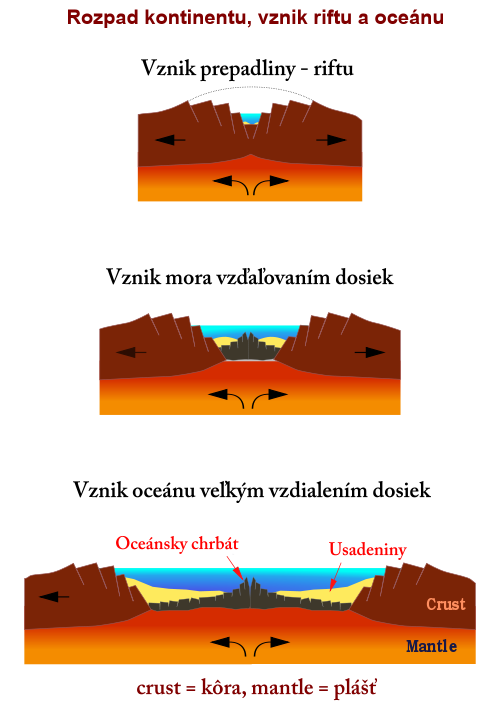 Rozpad kontinentu, vznik riftu a oceánu
Vznik prepadliny - riftu
Vznik mora vzďaľovaním dosiek
Vznik oceánu veľkým vzdialením dosiek
Oceánsky chrbát
Usadeniny
Crust
Mantle
crust = kôra, mantle = plášť